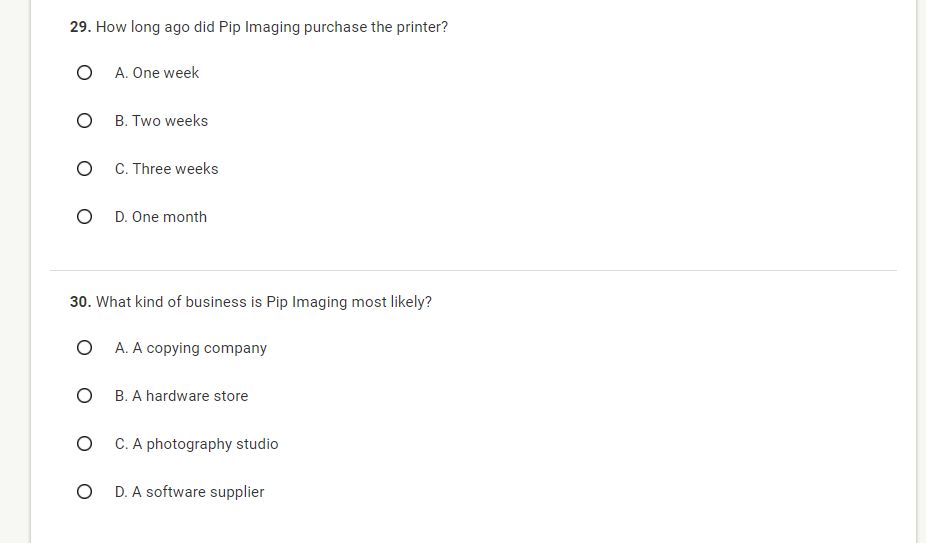 29. How long ago did Pip Imaging purchase the printer?
A. One week
B. Two weeks
C. Three weeks
D. One month
30. What kind of business is Pip Imaging most likely?
A. A copying company
B. A hardware store
C. A photography studio
D. A software supplier